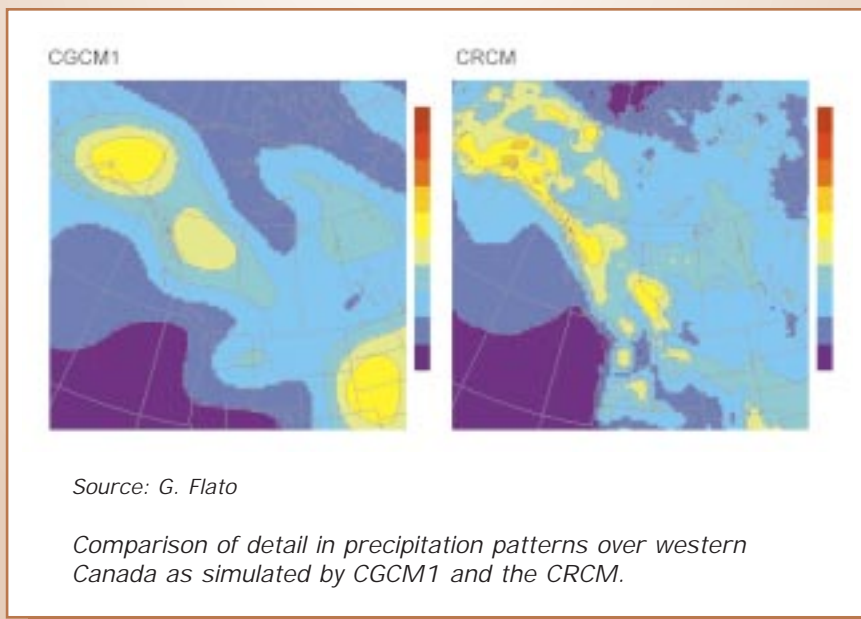 CGCM1
CRCM
Source: G. Flato
Comparison of detail in precipitation patterns over western
Canada as simulated by CGCM1 and the CRCM.